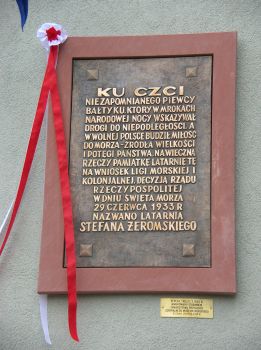 KU CZCI
NIEZAPOMNIANEGO PIEWCY
BAŁTYKU, KTÓRY W MROKACH
NARODOWEJ NOCY WSKAZYWAŁ
DROGI DO NIEPODLEGŁOŚCI, A
W WOLNEJ POLSCE BUDZIŁ MIŁOŚĆ
DO MORZA-ŹRÓDŁA WIELKOŚCI
I POTĘGI PAŃSTWA, NA WIECZNĄ
RZECZY PAMIĄTKĘ LATARNIĘ TĘ
NA WNIOSEK LIGI MORSKIEJ I
KOLONJALNEJ, DECYZJĄ RZĄDU
RZECZYPOSPOLITEJ
W DNIU ŚWIĘTA MORZA
29 CZERWCA 1933 R
NAZWANO LATARNIĄ
STEFANA ŻEROMSKIEGO